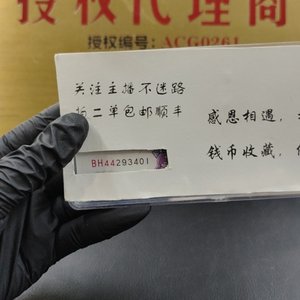 授权代理商
授权编号：ACG0261
关注主播不迷路
拍二单包邮顺丰
感恩相遇，
钱币收藏，
BH44293401